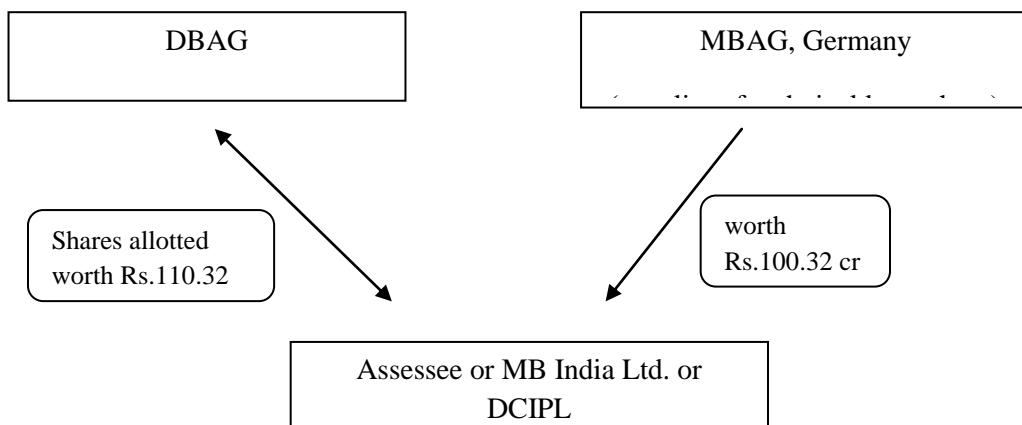 DBAG
MBAG, Germany
Shares allotted
worth Rs.110.32
worth
Rs.100.32 cr
Assessee or MB India Ltd. or
DCIPL